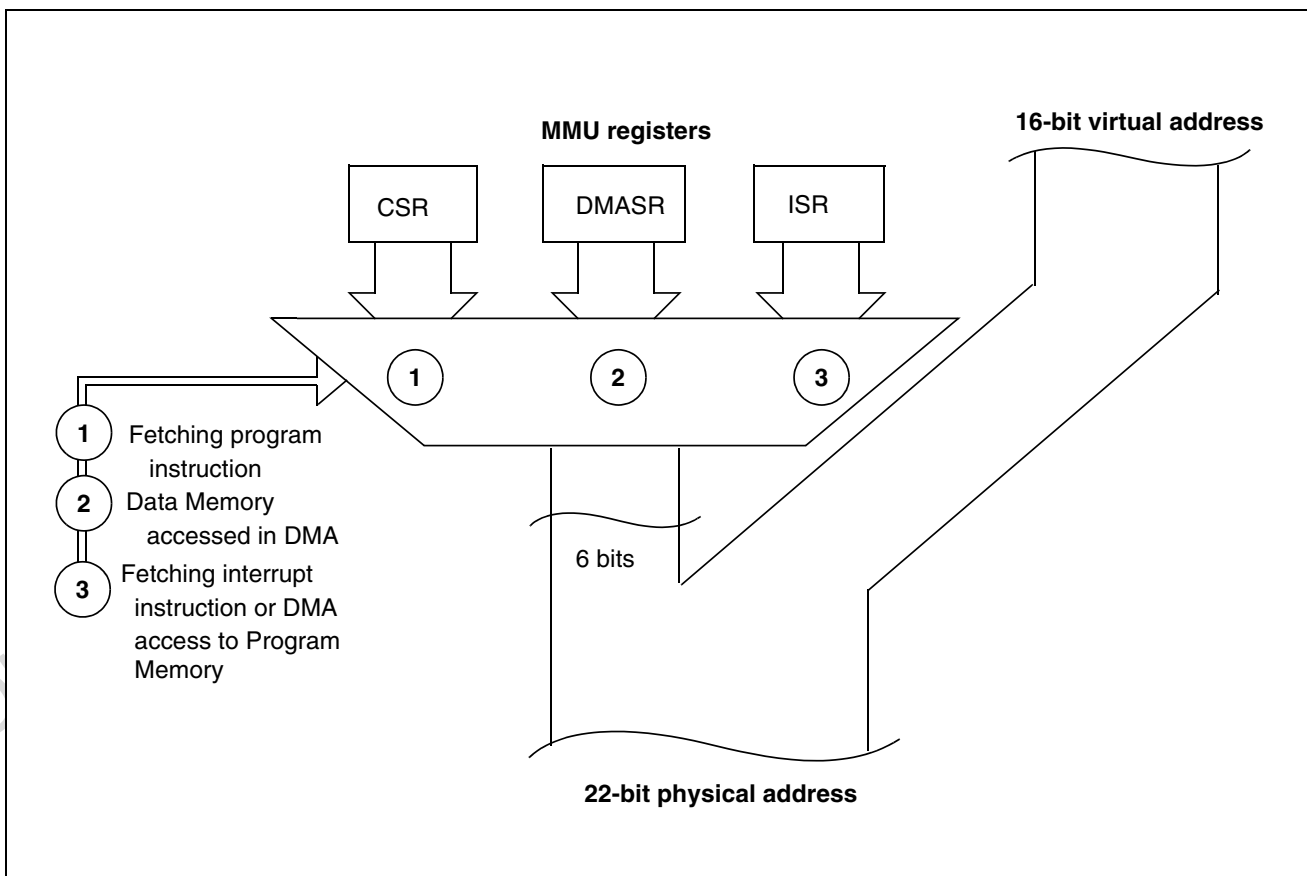 MMU registers
16-bit virtual address
CSR
DMASR
ISR
1
2
3
1
Fetching program
instruction
2
Data Memory
accessed in DMA
3
Fetching interrupt
instruction or DMA
access to Program
Memory
6 bits
22-bit physical address